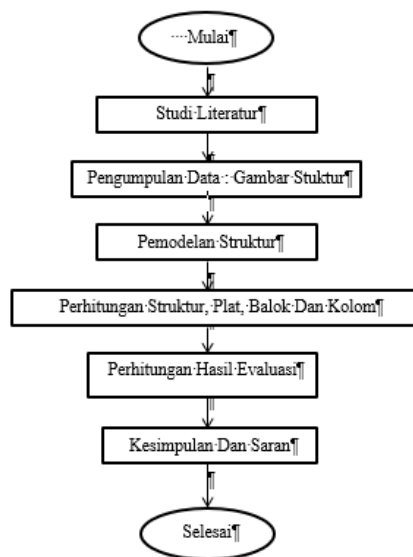 Mulai
Studi Literatur
Pengumpulan Data : Gambar Stuktur
Pemodelan Struktur
Perhitungan Struktur, Plat, Balok Dan Kolom
Perhitungan Hasil Evaluasi
Kesimpulan Dan Saran
Selesai